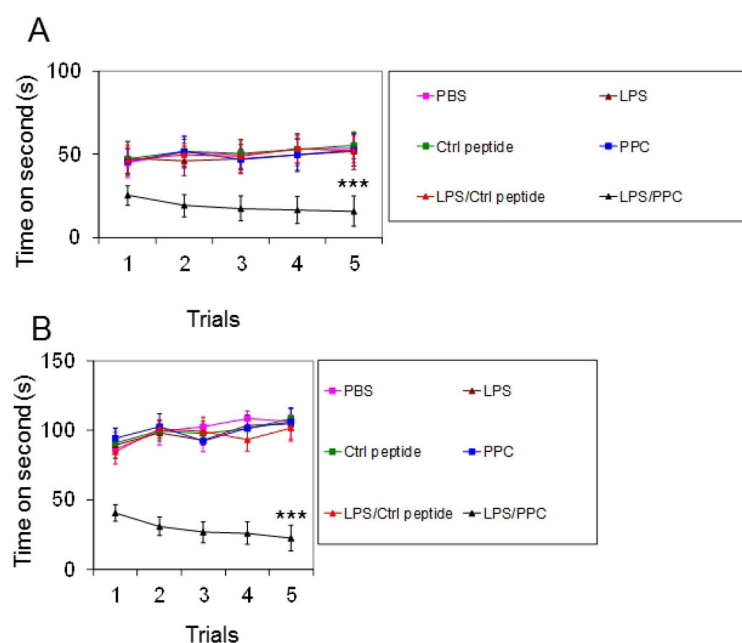 A
Time on second (s)
100
50
0
***
1 2 3 4 5
Trials
PBS LPS
Ctrl peptide PPC
LPS/Ctrl peptide LPS/PPC
B
Time on second (s)
150
100
50
0
***
1 2 3 4 5
Trials
PBS LPS
Ctrl peptide PPC
LPS/Ctrl peptide LPS/PPC